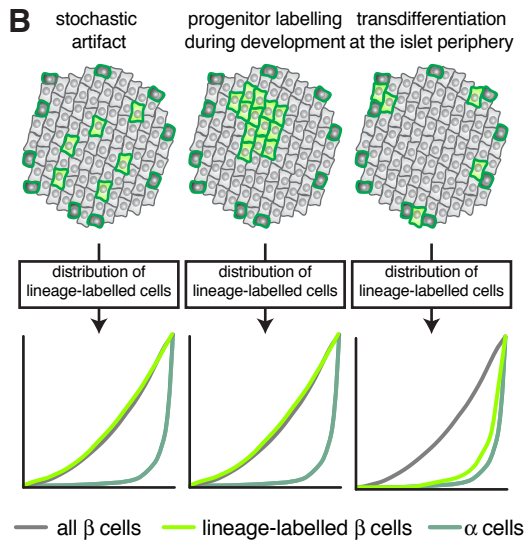 B
stochastic
artifact
progenitor labelling
during development
transdifferentiation
at the islet periphery
distribution of
lineage-labelled cells
distribution of
lineage-labelled cells
distribution of
lineage-labelled cells
all β cells
lineage-labelled β cells
α cells